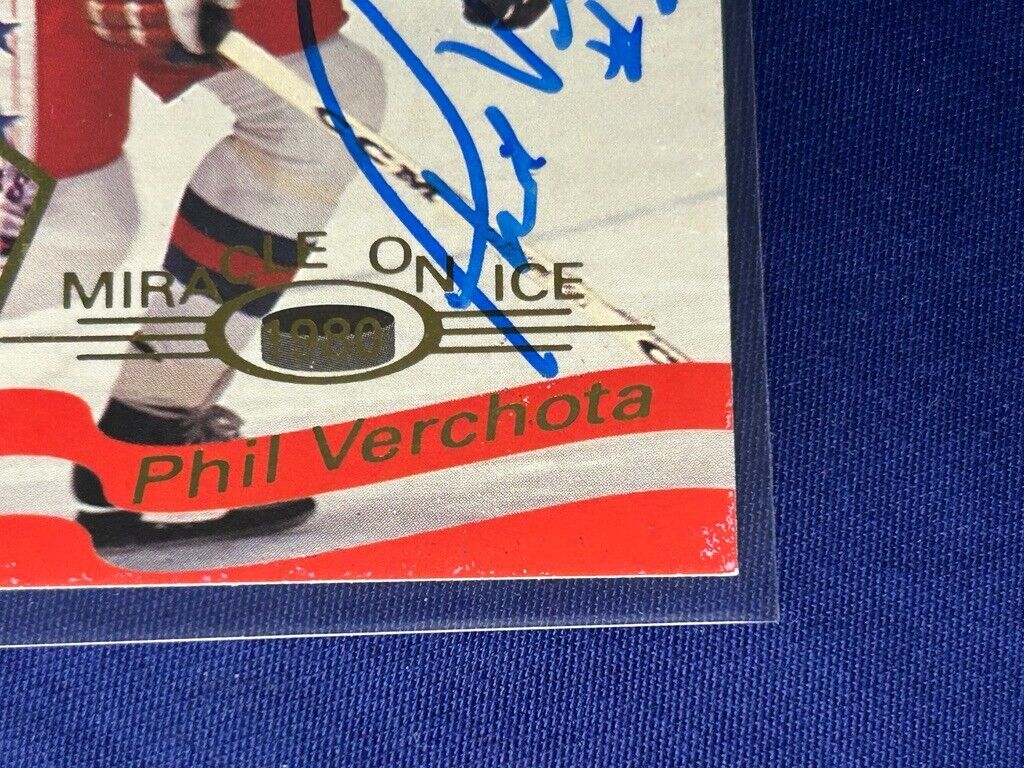 CCM
MIRACLE ON ICE
1980
Phil Verchota